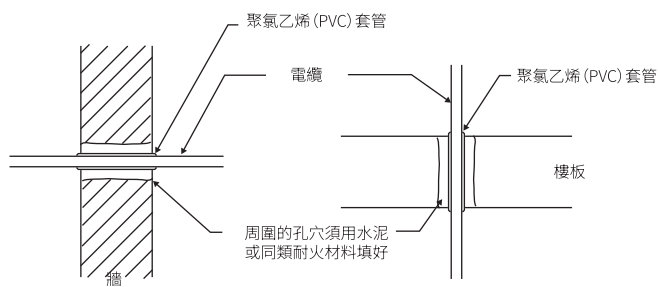 聚氯乙烯(PVC)套管
電纜
聚氯乙烯(PVC)套管
樓板
周圍的孔穴須用水泥
或同類耐火材料填好
牆